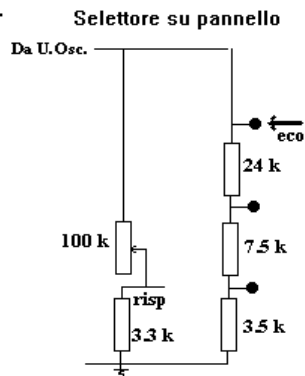 Selettore su pannello
Da U.Osc.
eco
24 k
100 k
7.5 k
risp
3.3 k
3.5 k